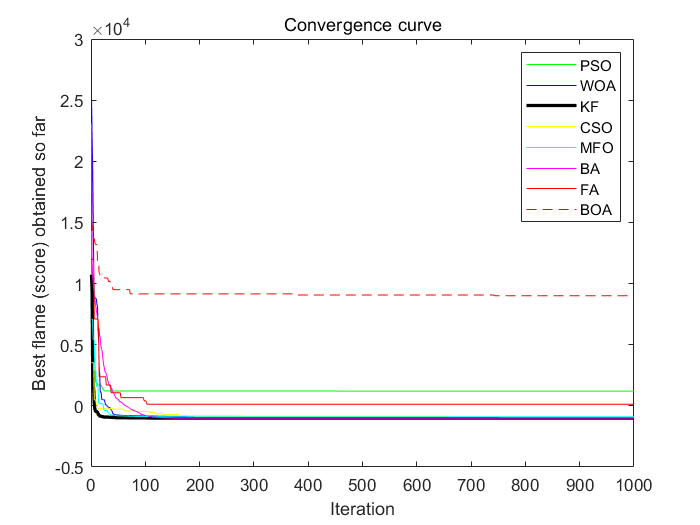 Convergence curve
×10^4
3
2.5
2
1.5
1
0.5
0
-0.5
0 100 200 300 400 500 600 700 800 900 1000
Iteration
Best flame (score) obtained so far
PSO
WOA
KF
CSO
MFO
BA
FA
BOA